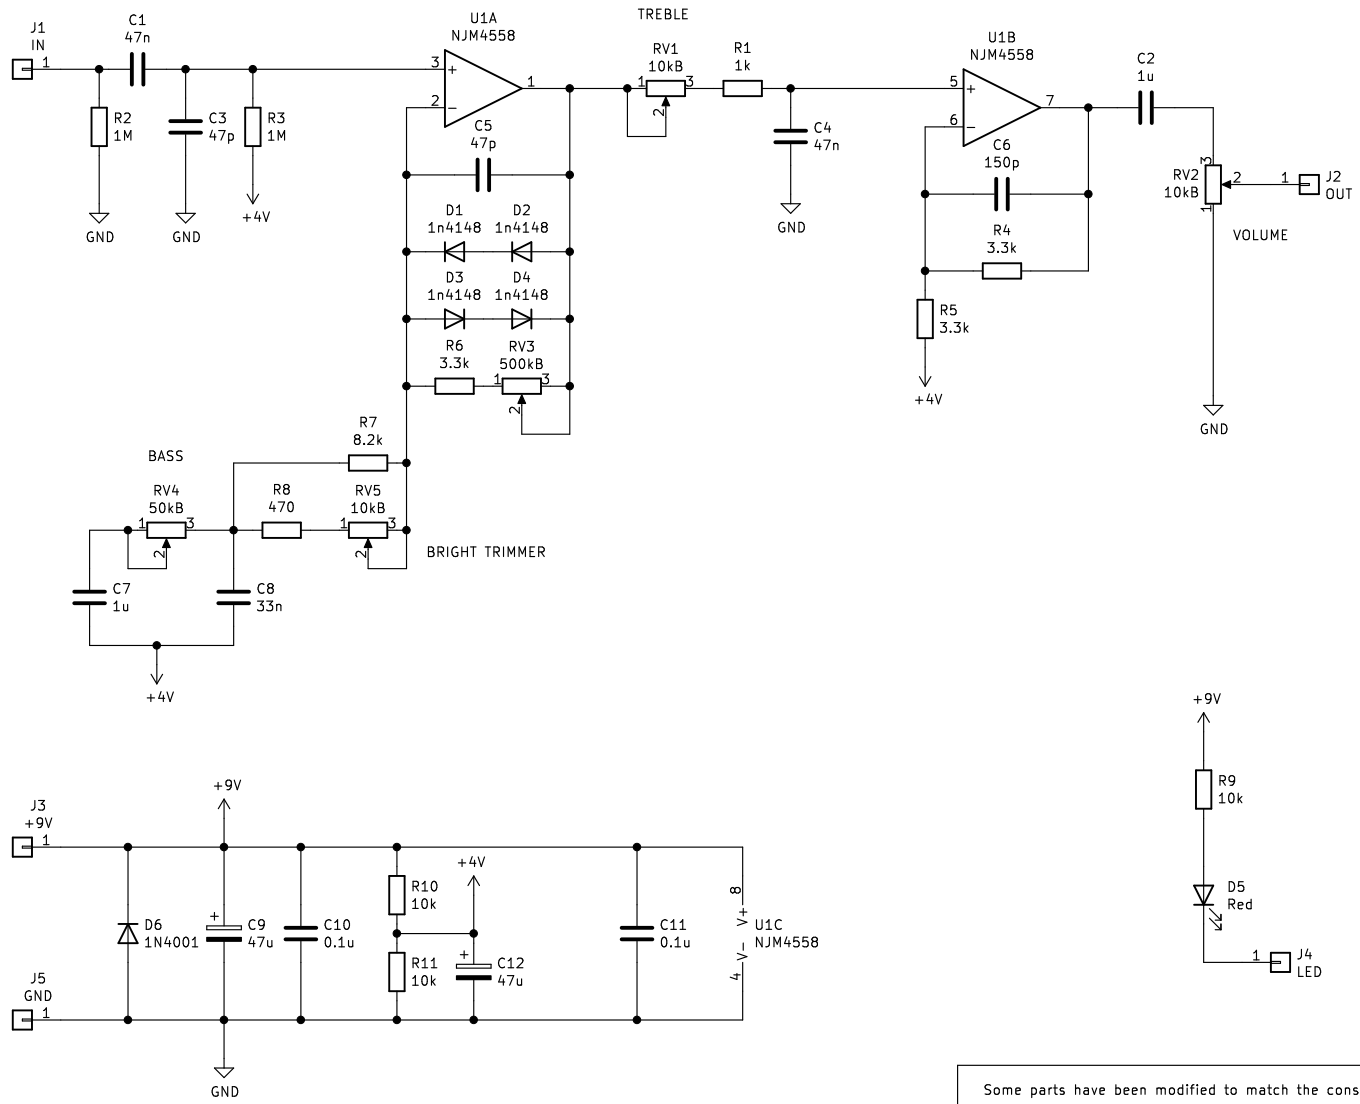 J1
IN
1
C1
47n
R2
1M
C3
47p
R3
1M
GND
GND
+4V
U1A
NJM4558
3
+
2
−
1
C5
47p
D1
1n4148
D2
1n4148
D3
1n4148
D4
1n4148
R6
3.3k
RV3
500kB
1
3
2
R7
8.2k
BASS
RV4
50kB
1
3
2
R8
470
RV5
10kB
1
3
2
BRIGHT TRIMMER
C7
1u
C8
33n
+4V
TREBLE
RV1
10kB
1
3
2
R1
1k
C4
47n
GND
U1B
NJM4558
5
+
6
−
7
C6
150p
R4
3.3k
R5
3.3k
+4V
C2
1u
RV2
10kB
3
2
1
1
J2
OUT
VOLUME
GND
J3
+9V
1
+9V
D6
1N4001
+
C9
47u
C10
0.1u
R10
10k
+4V
R11
10k
+
C12
47u
C11
0.1u
8
V+
V−
4
U1C
NJM4558
J5
GND
1
GND
+9V
R9
10k
D5
Red
1
J4
LED
Some parts have been modified to match the cons